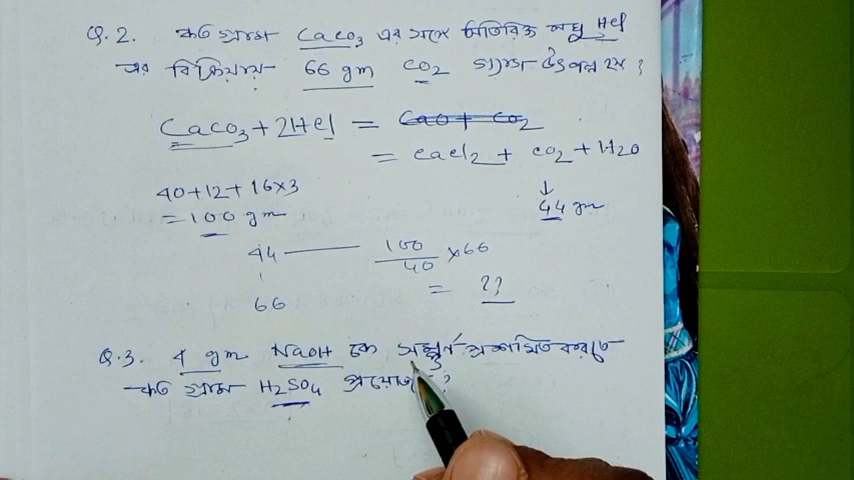 Q. 2. কত গ্রাম CaCO3 এর সঙ্গে অতিরিক্ত লঘু HCl
এর বিক্রিয়ায় 66 gm CO2 গ্যাস উৎপন্ন হয় ?
CaCO3 + 2HCl = CaO + CO2
= CaCl2 + CO2 + H2O
40+12+16×3
↓
= 100 gm
44 gm
44 —— 100/40 ×66
66
= ??
Q. 3. 4 gm NaOH কে সম্পূর্ণ প্রশমিত করতে
কত গ্রাম H2SO4 ?